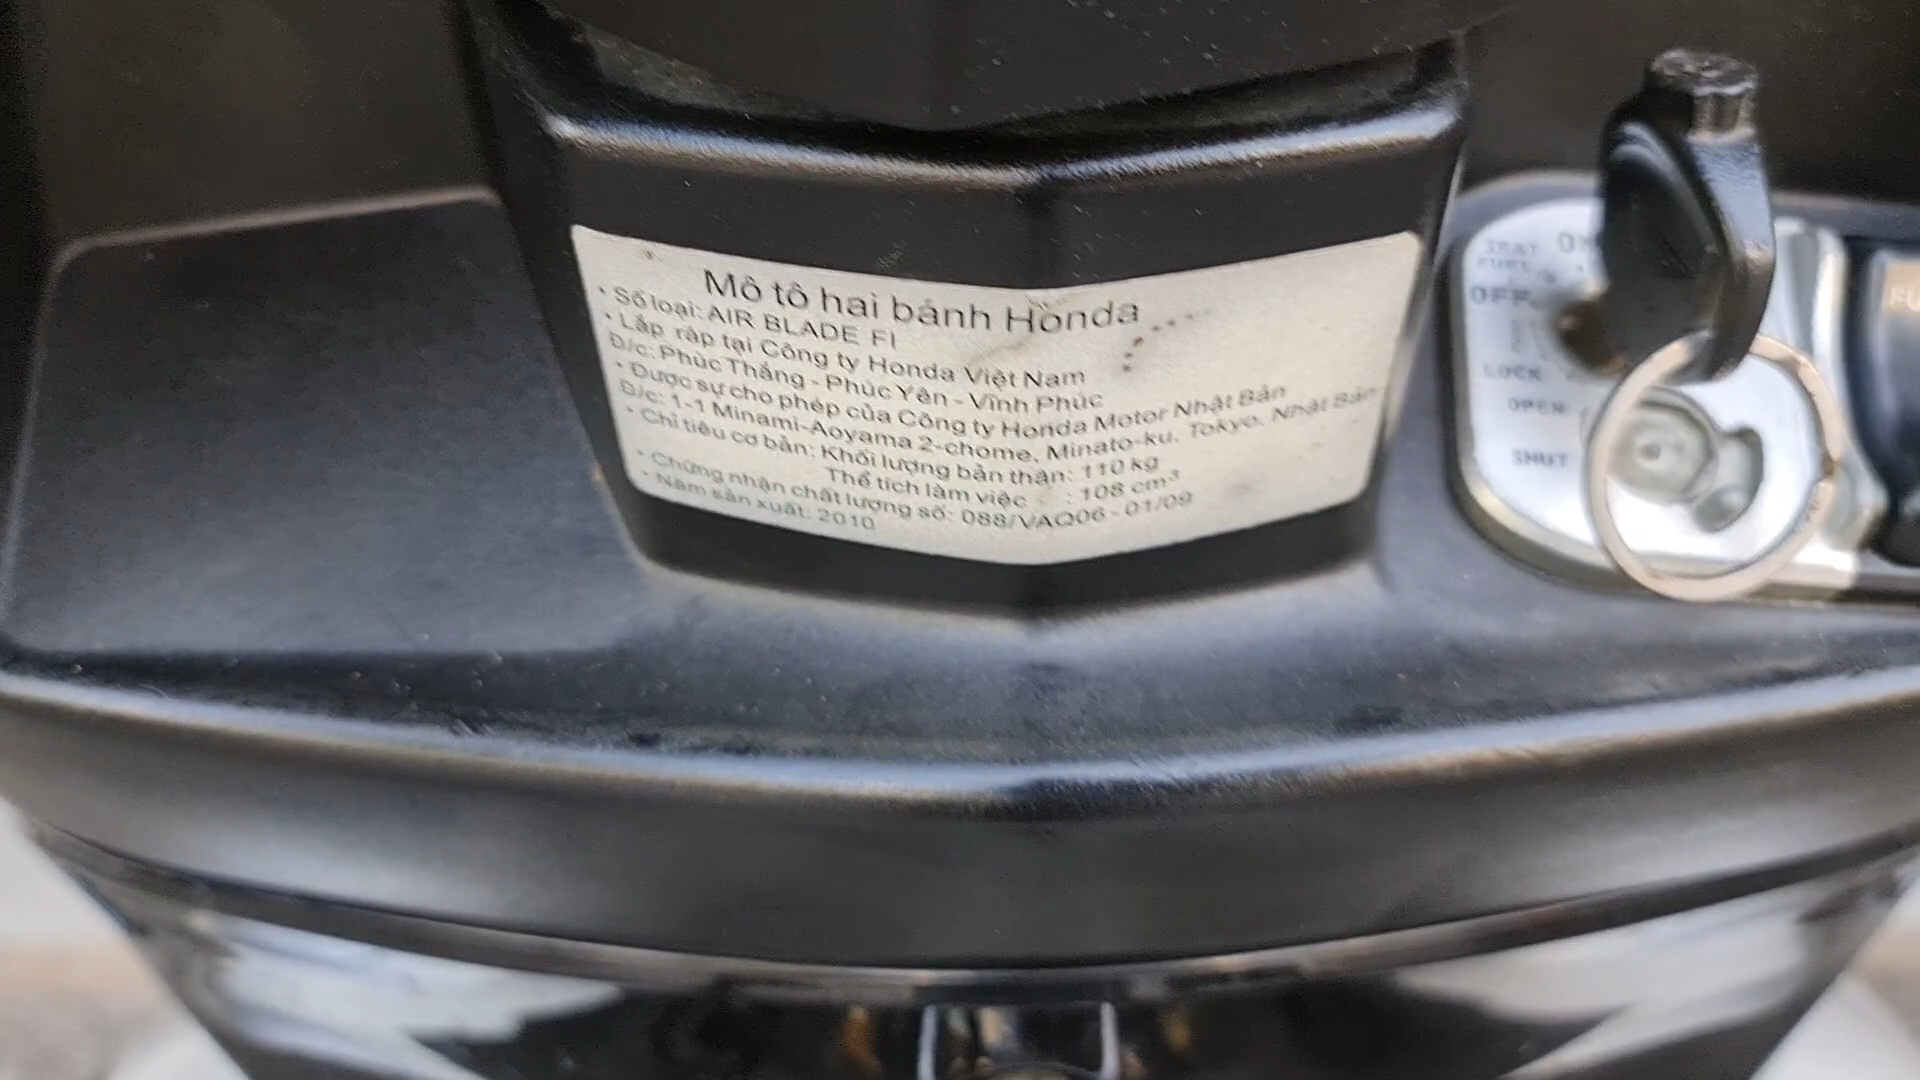 Mô tô hai bánh Honda
• Số loại: AIR BLADE FI
• Lắp ráp tại Công ty Honda Việt Nam
Đ/c: Phúc Thắng - Phúc Yên - Vĩnh Phúc
• Được sự cho phép của Công ty Honda Motor Nhật Bản
Đ/c: 1-1 Minami-Aoyama 2-chome, Minato-ku, Tokyo, Nhật Bản
• Chỉ tiêu cơ bản: Khối lượng bản thân: 110 kg
Thể tích làm việc : 108 cm³
• Chứng nhận chất lượng số: 088/VAQ06 - 01/09
• Năm sản xuất: 2010
SEAT
FUEL
OFF
LOCK
OPEN
SHUT